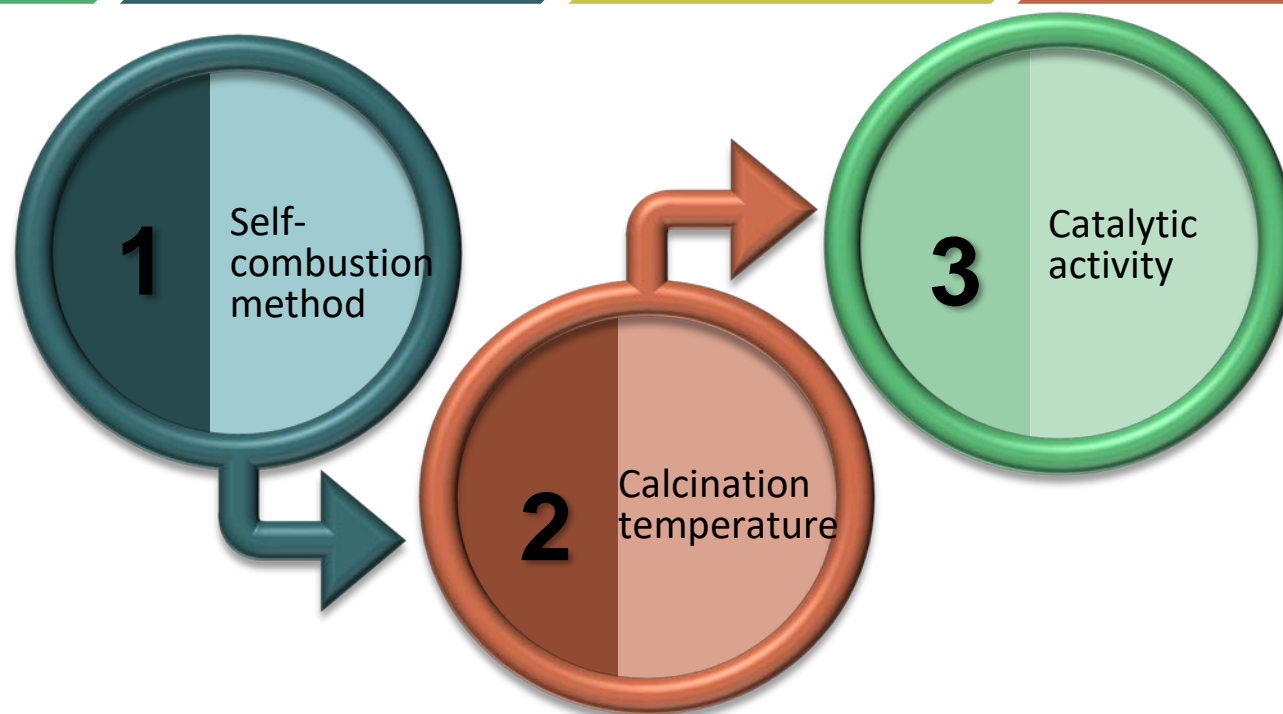 1
Self-
combustion
method
2
Calcination
temperature
3
Catalytic
activity